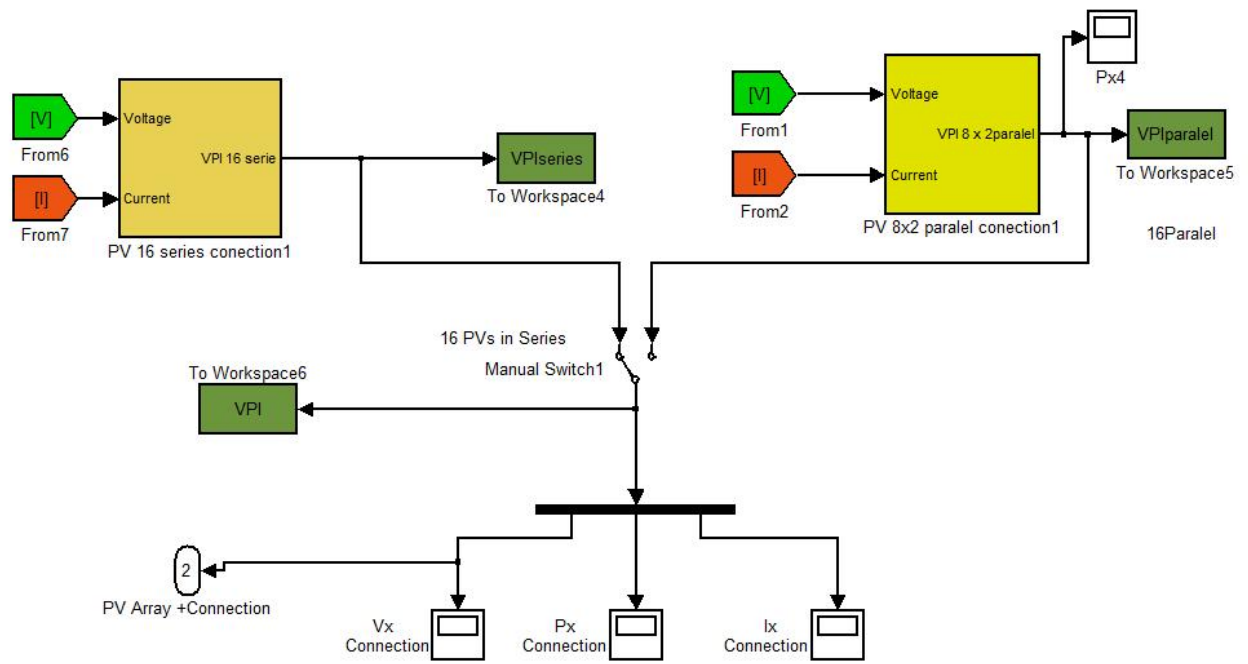 Px4
[V]
From6
Voltage
VPI 16 serie
[I]
From7
Current
PV 16 series conection1
VPIseries
To Workspace4
[V]
From1
Voltage
VPI 8 x 2paralel
[I]
From2
Current
PV 8x2 paralel conection1
VPIparalel
To Workspace5
16Paralel
16 PVs in Series
Manual Switch1
To Workspace6
VPI
2
PV Array +Connection
Vx
Connection
Px
Connection
Ix
Connection